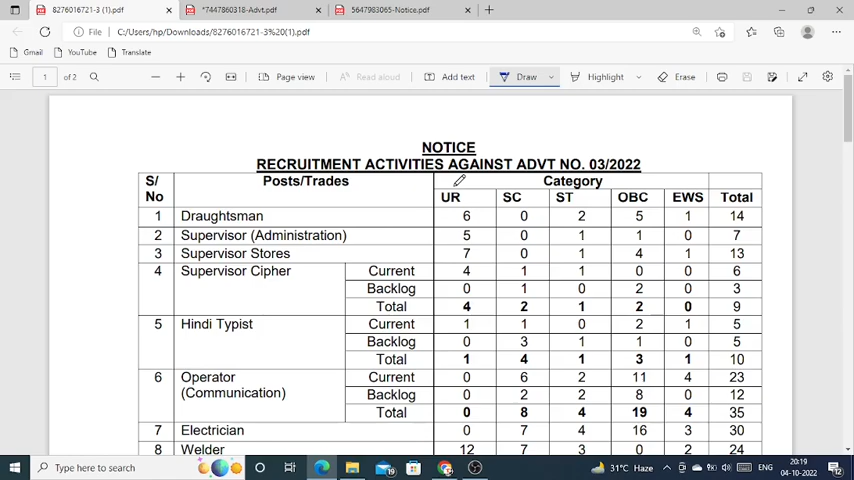 8276016721-3 (1).pdf
*7447860318-Advt.pdf
5647983065-Notice.pdf
File C:/Users/hp/Downloads/8276016721-3%20(1).pdf
Gmail YouTube Translate
1 of 2 Page view Read aloud Add text Draw Highlight Erase
NOTICE
RECRUITMENT ACTIVITIES AGAINST ADVT NO. 03/2022
S/ No Posts/Trades Category
UR SC ST OBC EWS Total
1 Draughtsman 6 0 2 5 1 14
2 Supervisor (Administration) 5 0 1 1 0 7
3 Supervisor Stores 7 0 1 4 1 13
4 Supervisor Cipher Current 4 1 1 0 0 6
Backlog 0 1 0 2 0 3
Total 4 2 1 2 0 9
5 Hindi Typist Current 1 1 0 2 1 5
Backlog 0 3 1 1 0 5
Total 1 4 1 3 1 10
6 Operator Current 0 6 2 11 4 23
(Communication) Backlog 0 2 2 8 0 12
Total 0 8 4 19 4 35
7 Electrician 0 7 4 16 3 30
8 Welder 12 7 3 0 2 24
Type here to search
19
31°C Haze
ENG
20:19
04-10-2022
12